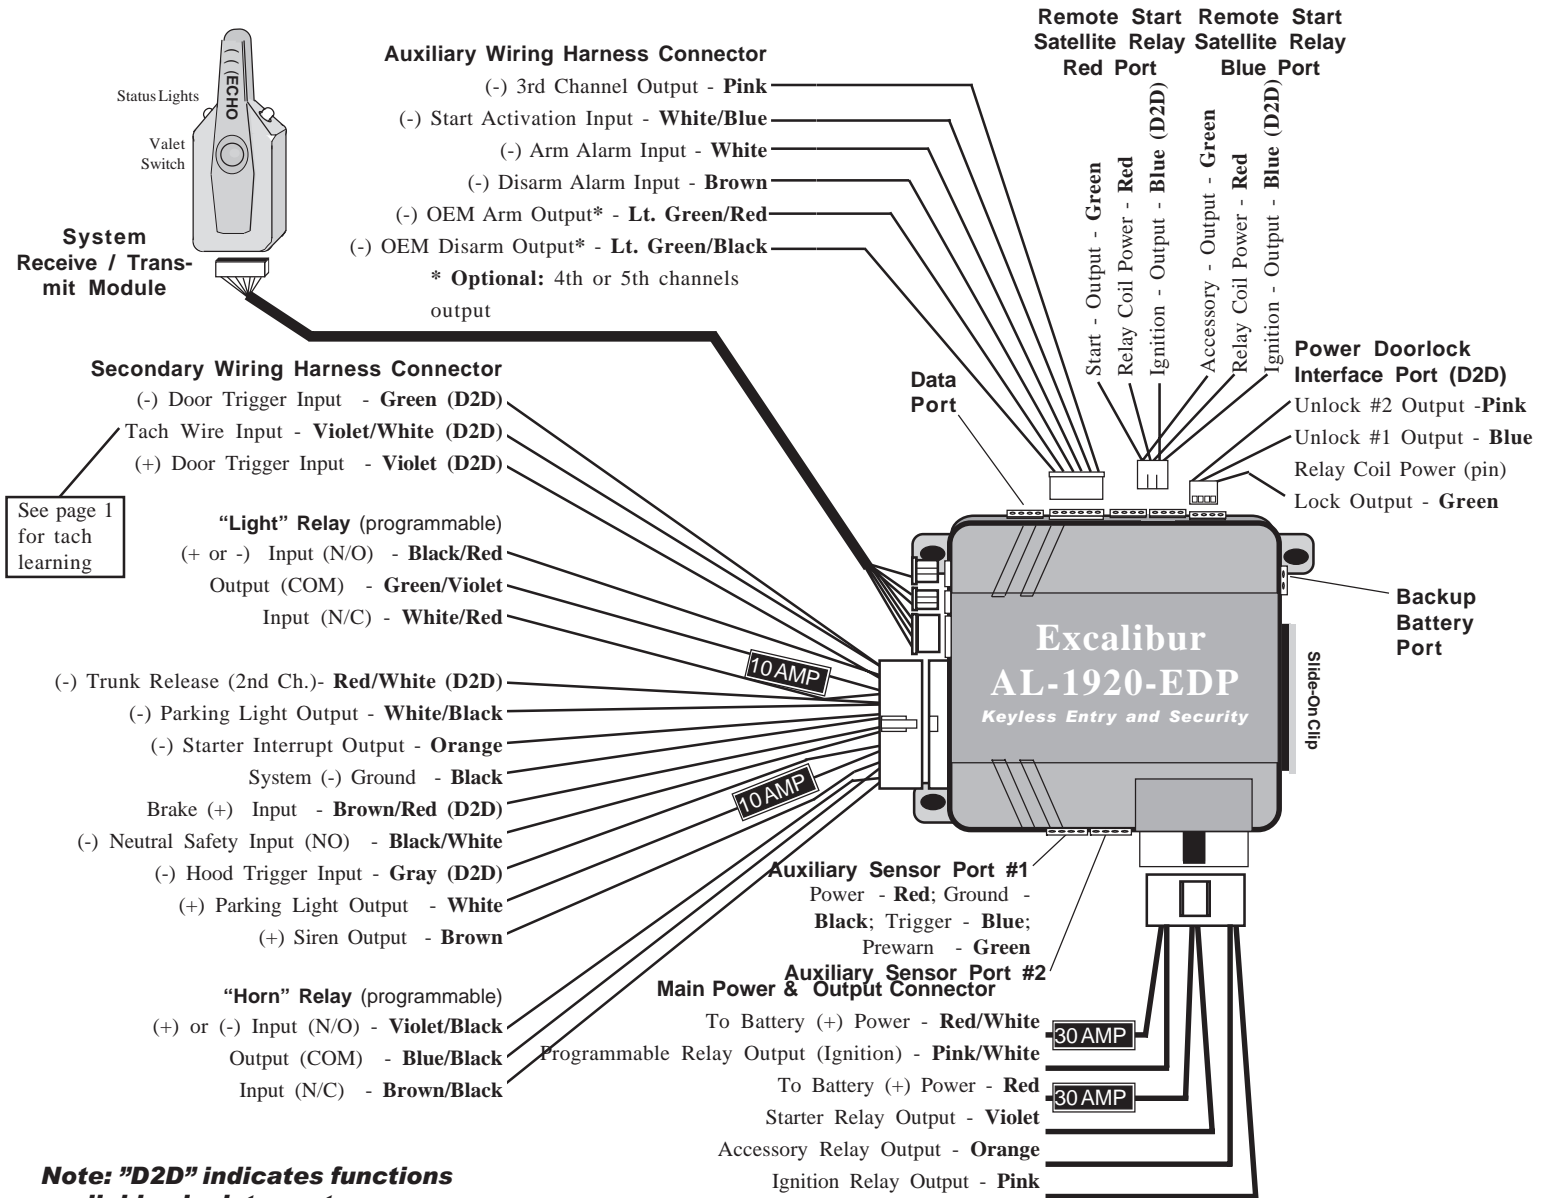 Remote Start
Satellite Relay
Red Port
Remote Start
Satellite Relay
Blue Port
Auxiliary Wiring Harness Connector
(-) 3rd Channel Output - Pink
(-) Start Activation Input - White/Blue
(-) Arm Alarm Input - White
(-) Disarm Alarm Input - Brown
(-) OEM Arm Output* - Lt. Green/Red
(-) OEM Disarm Output* - Lt. Green/Black
* Optional: 4th or 5th channels
output
Status Lights
Valet
Switch
( ( (ECHO
System
Receive / Trans-
mit Module
Start - Output - Green
Relay Coil Power - Red
Ignition - Output - Blue (D2D)
Accessory - Output - Green
Relay Coil Power - Red
Ignition - Output - Blue (D2D)
Power Doorlock
Interface Port (D2D)
Unlock #2 Output -Pink
Unlock #1 Output - Blue
Relay Coil Power (pin)
Lock Output - Green
Data
Port
Secondary Wiring Harness Connector
(-) Door Trigger Input - Green (D2D)
Tach Wire Input - Violet/White (D2D)
(+) Door Trigger Input - Violet (D2D)
See page 1
for tach
learning
“Light” Relay (programmable)
(+ or -) Input (N/O) - Black/Red
Output (COM) - Green/Violet
Input (N/C) - White/Red
10 AMP
(-) Trunk Release (2nd Ch.)- Red/White (D2D)
(-) Parking Light Output - White/Black
(-) Starter Interrupt Output - Orange
System (-) Ground - Black
Brake (+) Input - Brown/Red (D2D)
(-) Neutral Safety Input (NO) - Black/White
(-) Hood Trigger Input - Gray (D2D)
(+) Parking Light Output - White
(+) Siren Output - Brown
10 AMP
“Horn” Relay (programmable)
(+) or (-) Input (N/O) - Violet/Black
Output (COM) - Blue/Black
Input (N/C) - Brown/Black
Excalibur
AL-1920-EDP
Keyless Entry and Security
Backup
Battery
Port
Slide-On Clip
Auxiliary Sensor Port #1
Power - Red; Ground -
Black; Trigger - Blue;
Prewarn - Green
Auxiliary Sensor Port #2
Main Power & Output Connector
To Battery (+) Power - Red/White
30 AMP
Programmable Relay Output (Ignition) - Pink/White
To Battery (+) Power - Red
30 AMP
Starter Relay Output - Violet
Accessory Relay Output - Orange
Ignition Relay Output - Pink
Note: ”D2D” indicates functions